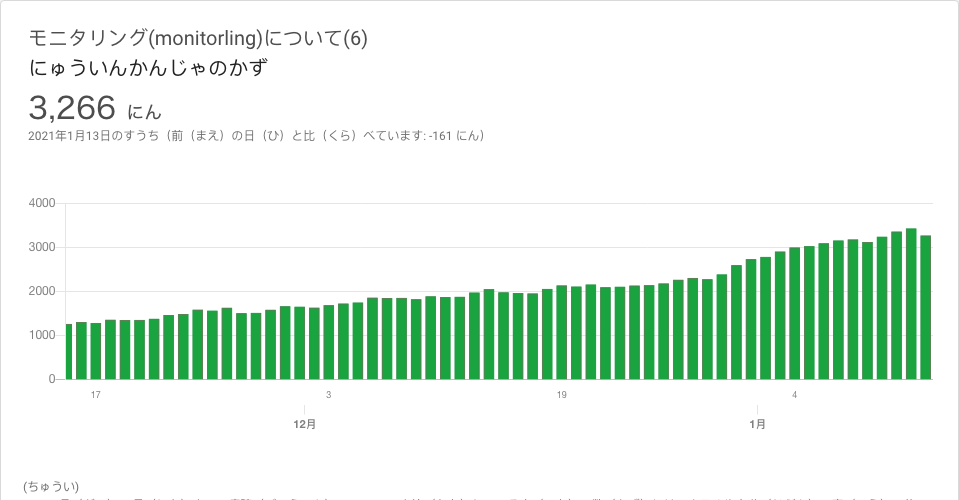 モニタリング(monitorling)について(6)
にゅういんかんじゃのかず
3,266 にん
2021年1月13日のすうち（前（まえ）の日（ひ）と比（くら）べています: -161 にん）
4000
3000
2000
1000
0
17 3 19 4
12月 1月
(ちゅうい)